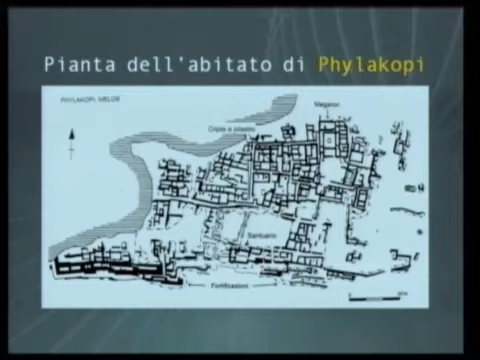 Pianta dell'abitato di Phylakopi
PHYLAKOPI, MELOS
Megaron
Cripta a pilastro
Santuario
Fortificazioni